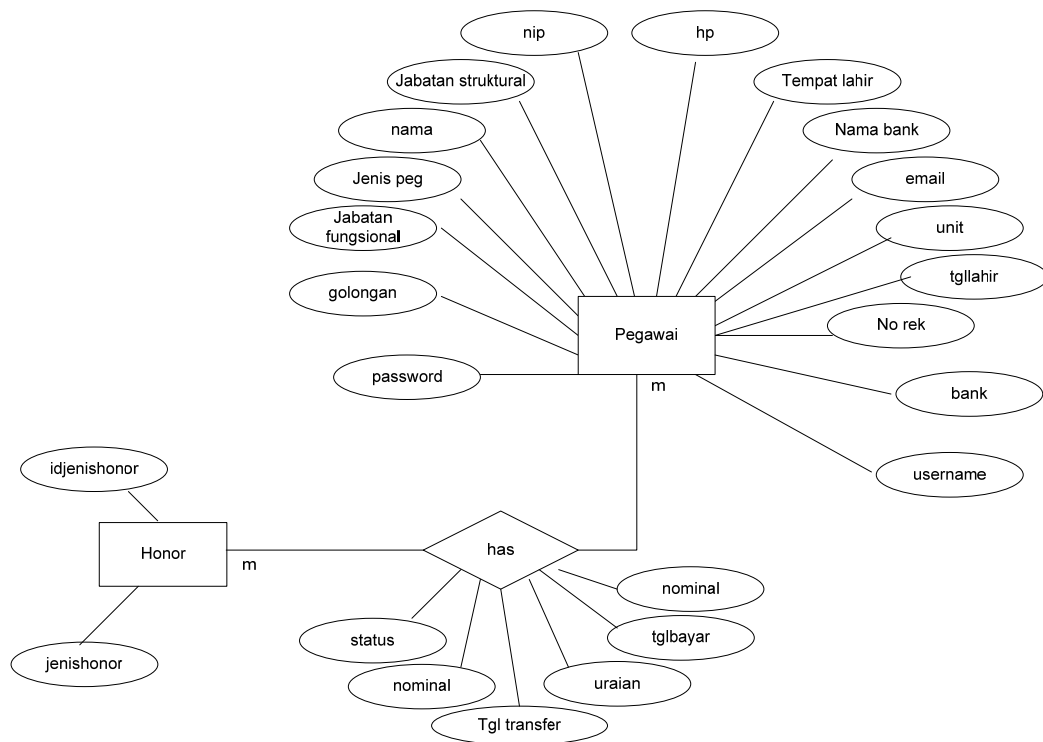 nip
hp
Jabatan struktural
Tempat lahir
nama
Nama bank
Jenis peg
email
Jabatan
fungsional
unit
tgllahir
golongan
No rek
Pegawai
password
m
bank
idjenishonor
username
Honor
has
m
nominal
status
tglbayar
jenishonor
nominal
uraian
Tgl transfer